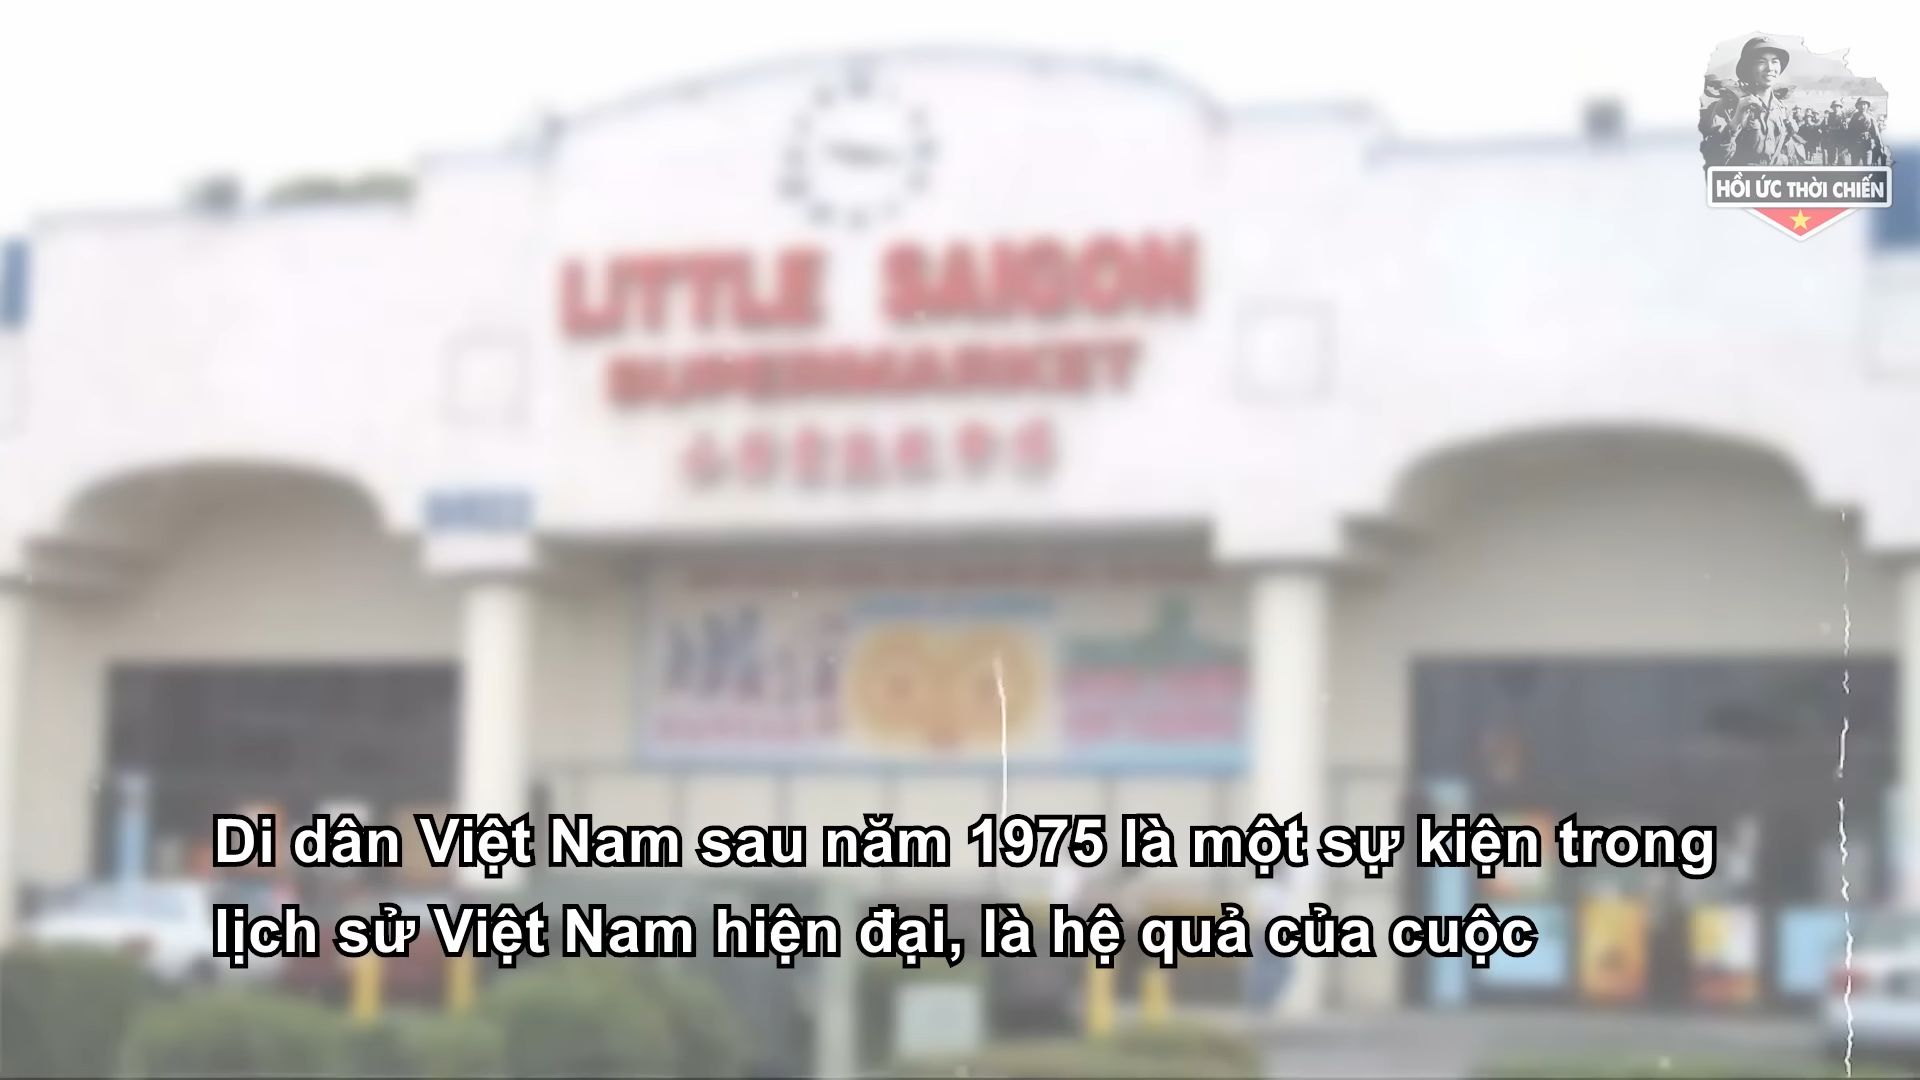 HỒI ỨC THỜI CHIẾN
LITTLE SAIGON
SUPERMARKET
Di dân Việt Nam sau năm 1975 là một sự kiện trong
lịch sử Việt Nam hiện đại, là hệ quả của cuộc